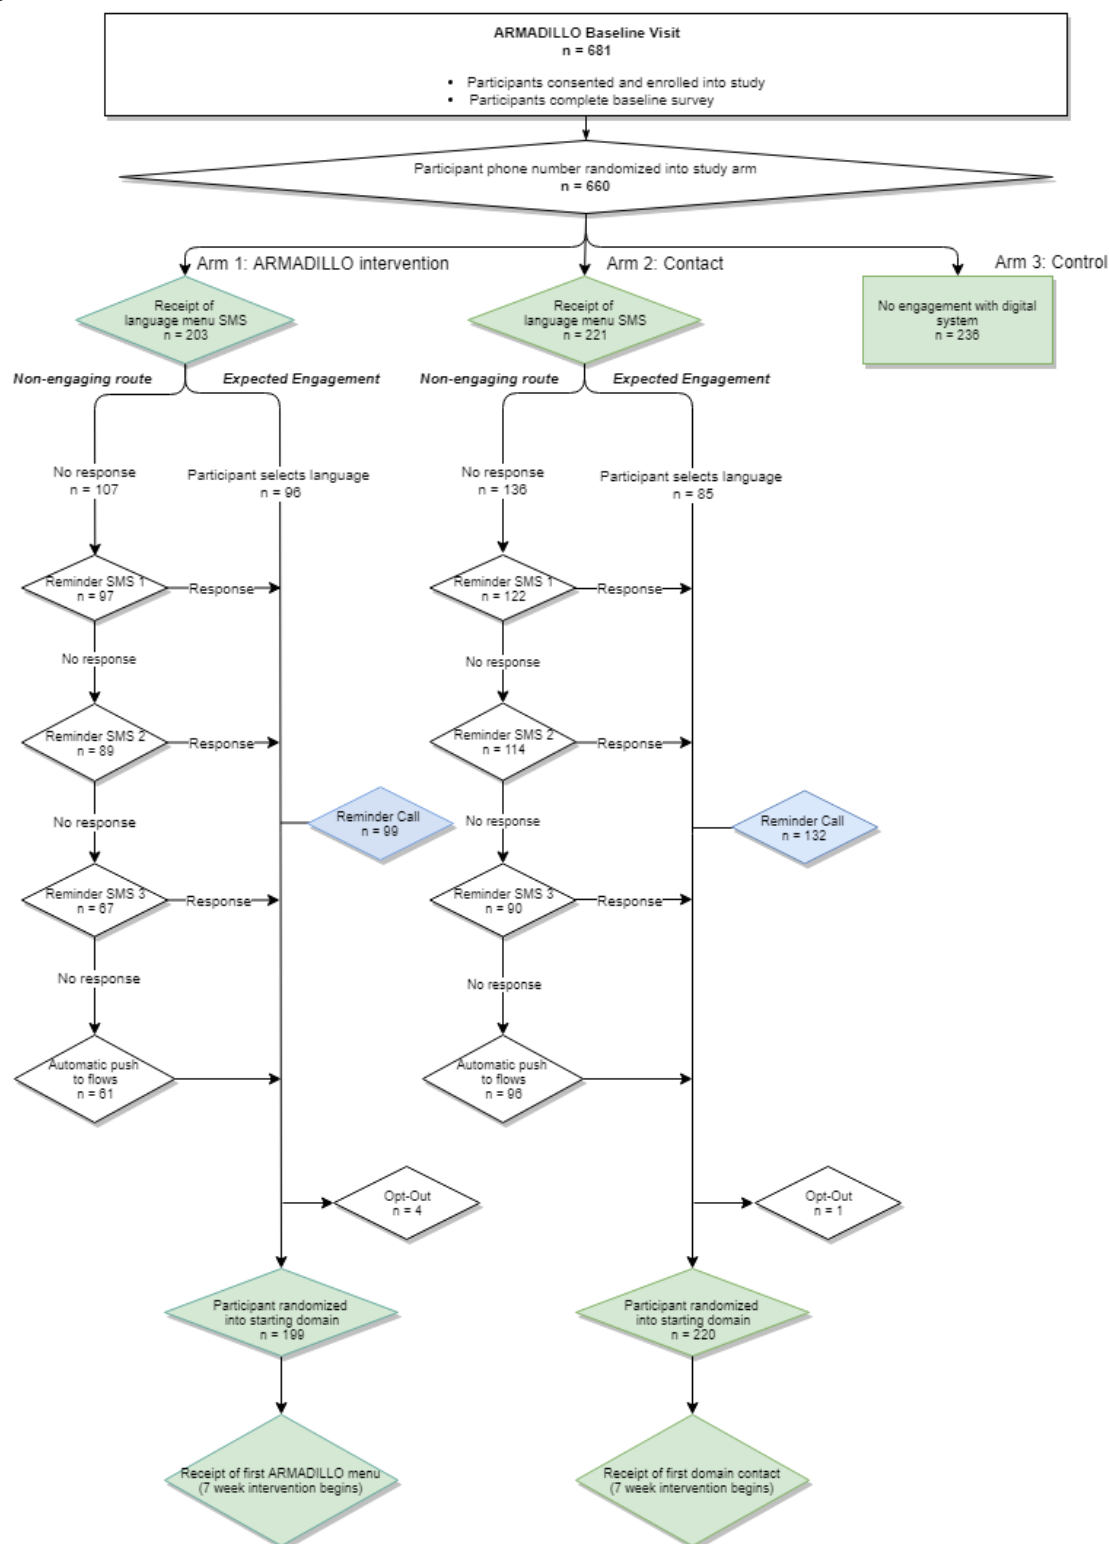 ARMADILLO Baseline Visit
n = 681
• Participants consented and enrolled into study
• Participants complete baseline survey
Participant phone number randomized into study arm
n = 660
Arm 1: ARMADILLO intervention
Arm 2: Contact
Arm 3: Control
Receipt of
language menu SMS
n = 203
Receipt of
language menu SMS
n = 221
No engagement with digital
system
n = 236
Non-engaging route
Expected Engagement
Non-engaging route
Expected Engagement
No response
n = 107
Participant selects language
n = 96
No response
n = 136
Participant selects language
n = 85
Reminder SMS 1
n = 97
Response
Reminder SMS 1
n = 122
Response
No response
No response
Reminder SMS 2
n = 89
Response
Reminder SMS 2
n = 114
Response
No response
Reminder Call
n = 99
No response
Reminder Call
n = 132
Reminder SMS 3
n = 67
Response
Reminder SMS 3
n = 90
Response
No response
No response
Automatic push
to flows
n = 61
Automatic push
to flows
n = 96
Opt-Out
n = 4
Opt-Out
n = 1
Participant randomized
into starting domain
n = 199
Participant randomized
into starting domain
n = 220
Receipt of first ARMADILLO menu
(7 week intervention begins)
Receipt of first domain contact
(7 week intervention begins)